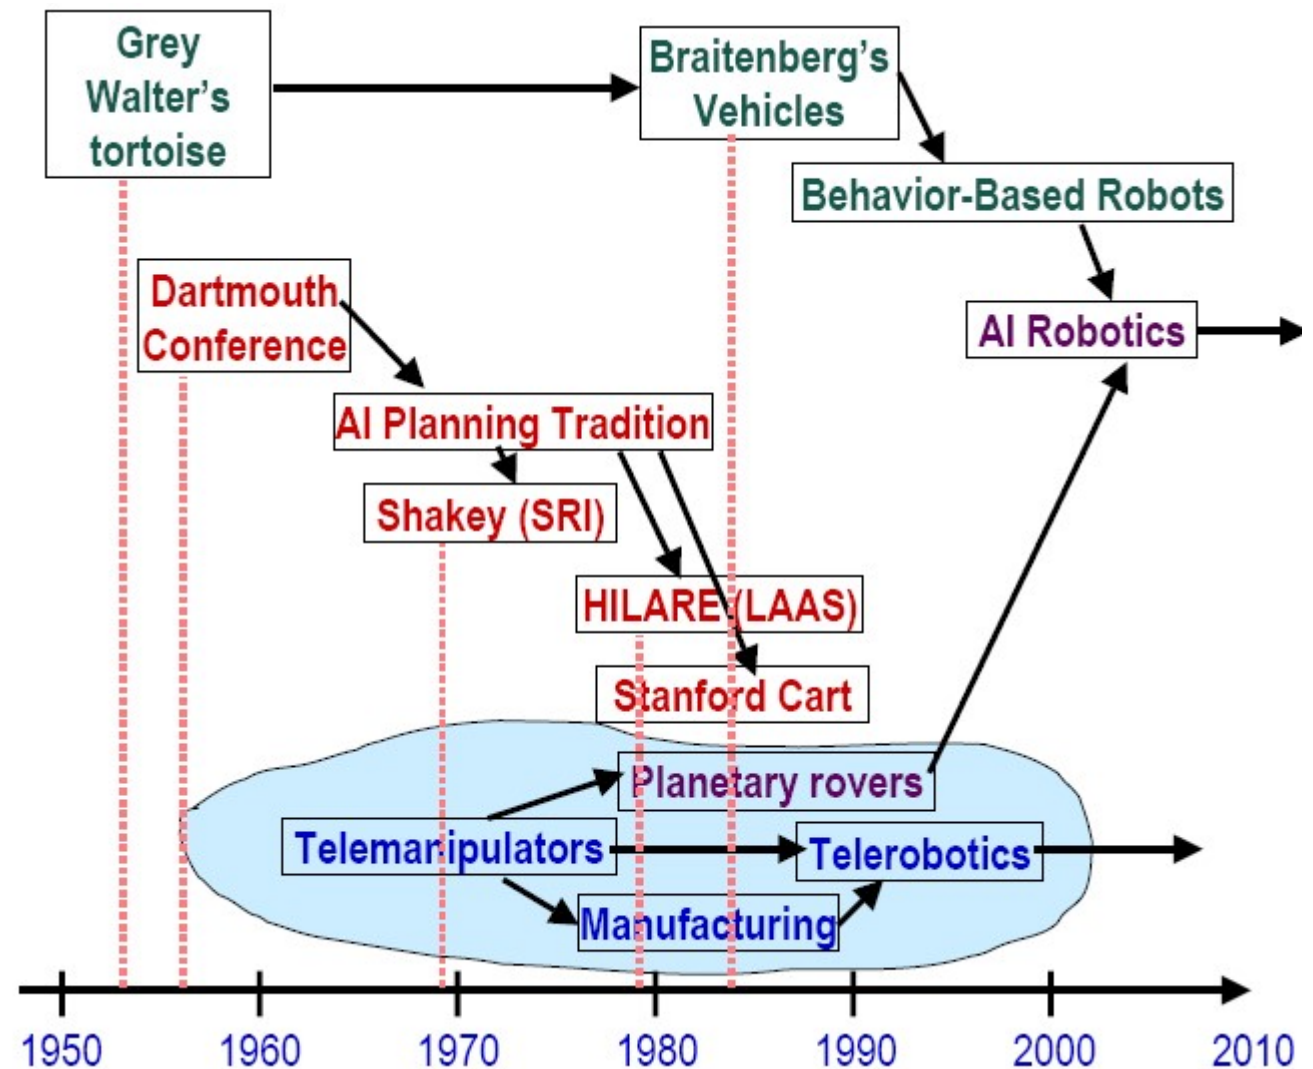 Grey
Walter's
tortoise
Braitenberg's
Vehicles
Behavior-Based Robots
Dartmouth
Conference
AI Robotics
AI Planning Tradition
Shakey (SRI)
HILARE (LAAS)
Stanford Cart
Planetary rovers
Telemanipulators
Telerobotics
Manufacturing
1950 1960 1970 1980 1990 2000 2010